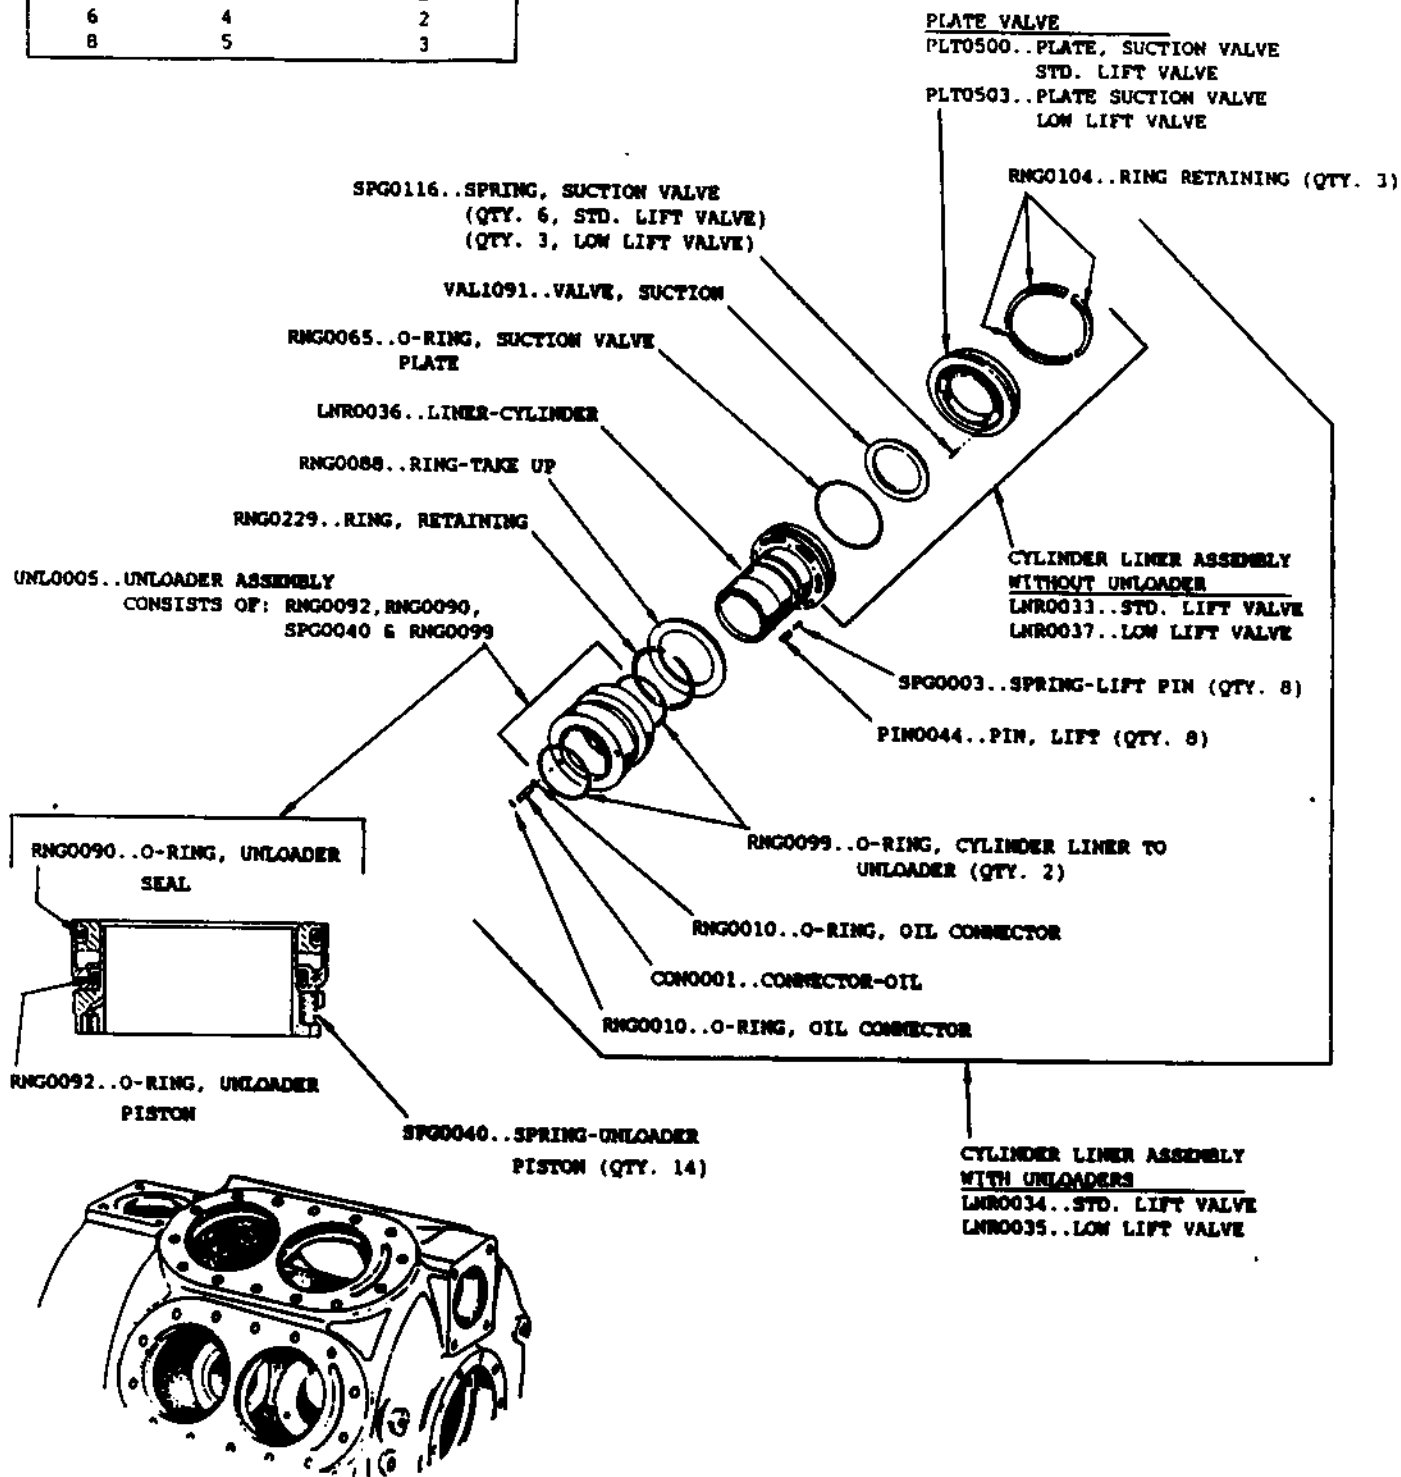 6 4 2
8 5 3
PLATE VALVE
PLT0500..PLATE, SUCTION VALVE
STD. LIFT VALVE
PLT0503..PLATE SUCTION VALVE
LOW LIFT VALVE
RNG0104..RING RETAINING (QTY. 3)
SPG0116..SPRING, SUCTION VALVE
(QTY. 6, STD. LIFT VALVE)
(QTY. 3, LOW LIFT VALVE)
VAL1091..VALVE, SUCTION
RNG0065..O-RING, SUCTION VALVE
PLATE
LNR0036..LINER-CYLINDER
RNG0088..RING-TAKE UP
RNG0229..RING, RETAINING
UNL0005..UNLOADER ASSEMBLY
CONSISTS OF: RNG0092,RNG0090,
SPG0040 & RNG0099
CYLINDER LINER ASSEMBLY
WITHOUT UNLOADER
LNR0033..STD. LIFT VALVE
LNR0037..LOW LIFT VALVE
SPG0003..SPRING-LIFT PIN (QTY. 8)
PIN0044..PIN, LIFT (QTY. 8)
RNG0099..O-RING, CYLINDER LINER TO
UNLOADER (QTY. 2)
RNG0090..O-RING, UNLOADER
SEAL
RNG0010..O-RING, OIL CONNECTOR
CON0001..CONNECTOR-OIL
RNG0010..O-RING, OIL CONNECTOR
RNG0092..O-RING, UNLOADER
PISTON
SPG0040..SPRING-UNLOADER
PISTON (QTY. 14)
CYLINDER LINER ASSEMBLY
WITH UNLOADERS
LNR0034..STD. LIFT VALVE
LNR0035..LOW LIFT VALVE